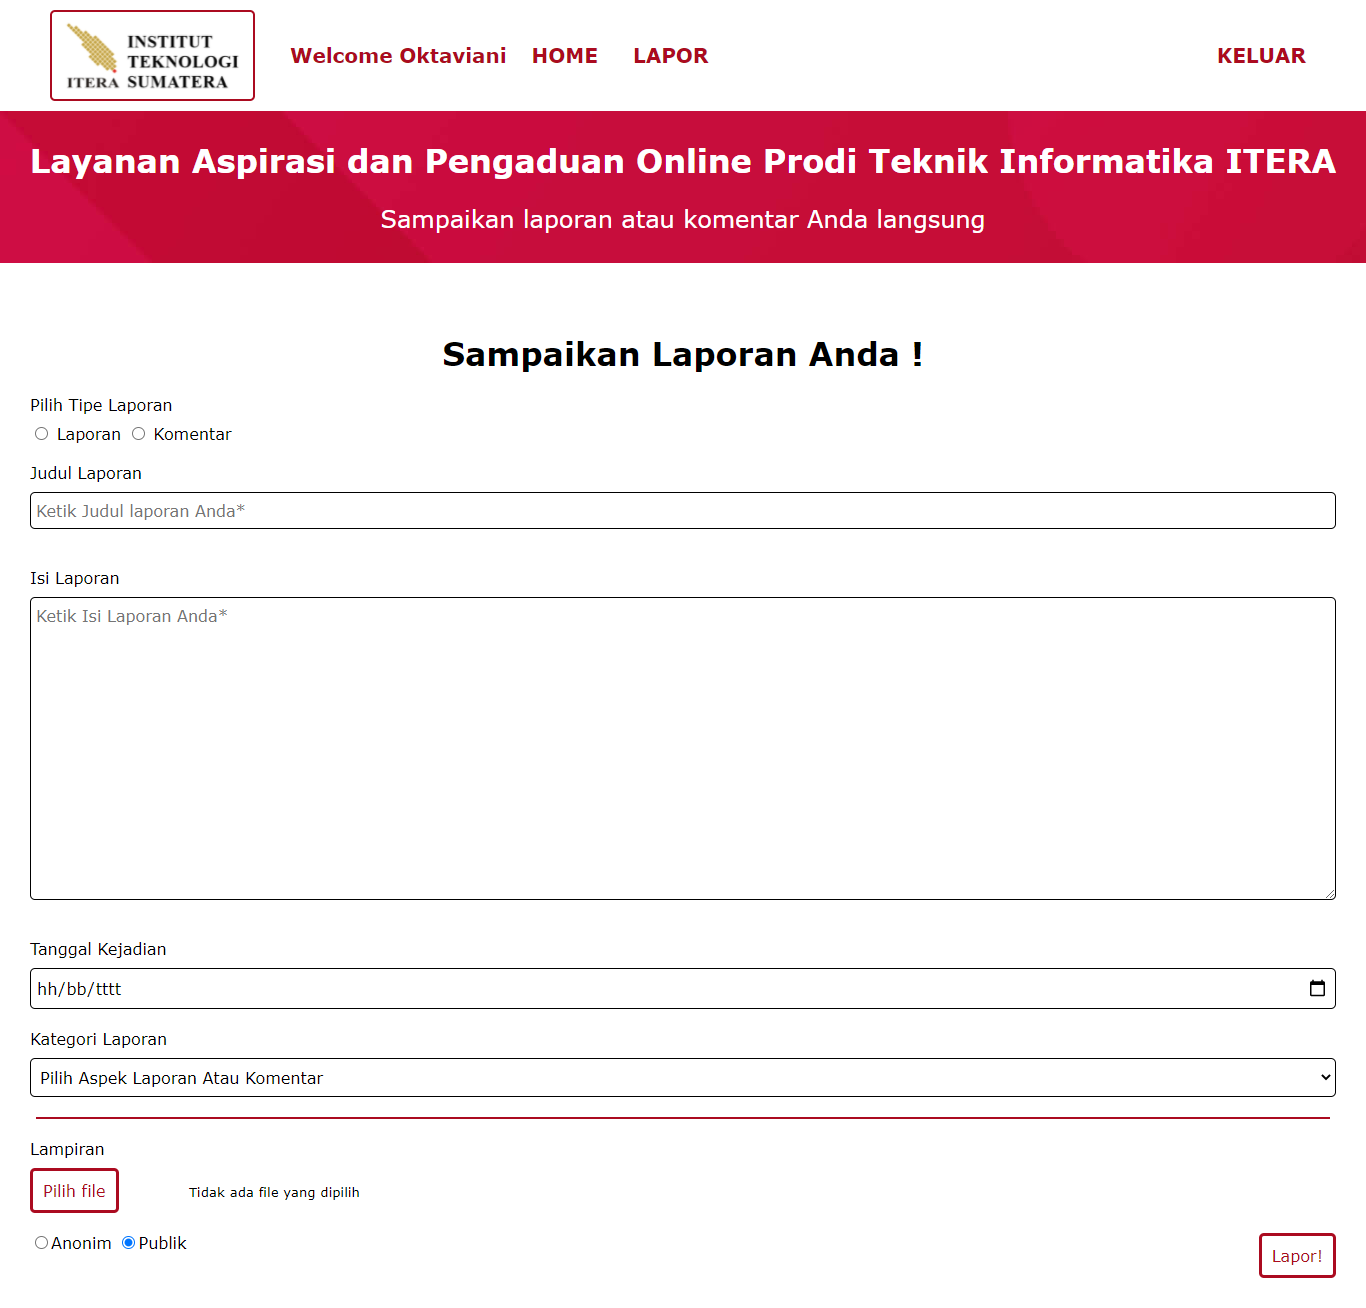 INSTITUT
TEKNOLOGI
ITERA SUMATERA
Welcome Oktaviani HOME LAPOR KELUAR
Layanan Aspirasi dan Pengaduan Online Prodi Teknik Informatika ITERA
Sampaikan laporan atau komentar Anda langsung
Sampaikan Laporan Anda !
Pilih Tipe Laporan
Laporan Komentar
Judul Laporan
Ketik Judul laporan Anda*
Isi Laporan
Ketik Isi Laporan Anda*
Tanggal Kejadian
hh/bb/tttt
Kategori Laporan
Pilih Aspek Laporan Atau Komentar
Lampiran
Pilih file Tidak ada file yang dipilih
Anonim Publik
Lapor!